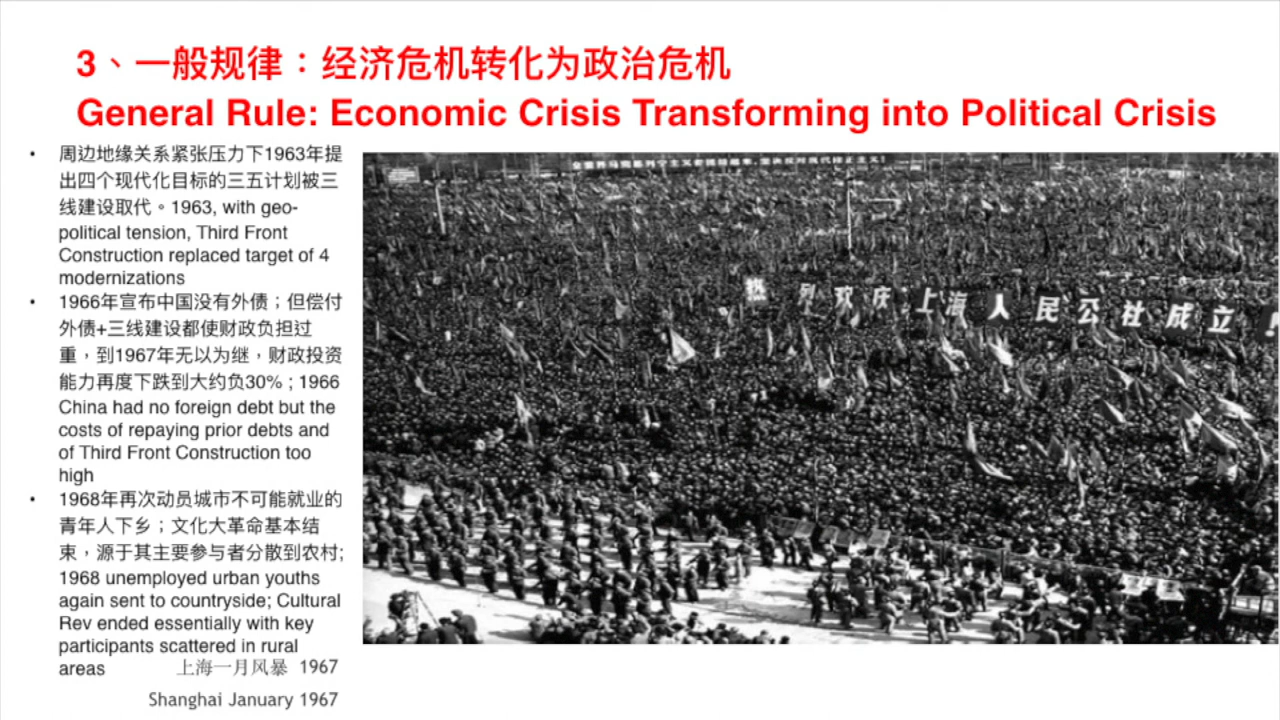 3、一般规律：经济危机转化为政治危机
General Rule: Economic Crisis Transforming into Political Crisis
• 周边地缘关系紧张压力下1963年提
出四个现代化目标的三五计划被三
线建设取代。1963, with geo-
political tension, Third Front
Construction replaced target of 4
modernizations
• 1966年宣布中国没有外债；但偿付
外债+三线建设都使财政负担过
重，到1967年无以为继，财政投资
能力再度下跌到大约负30%；1966
China had no foreign debt but the
costs of repaying prior debts and
of Third Front Construction too
high
• 1968年再次动员城市不可能就业的
青年人下乡；文化大革命基本结
束，源于其主要参与者分散到农村;
1968 unemployed urban youths
again sent to countryside; Cultural
Rev ended essentially with key
participants scattered in rural
areas
上海一月风暴 1967
Shanghai January 1967
热烈欢庆上海人民公社成立！